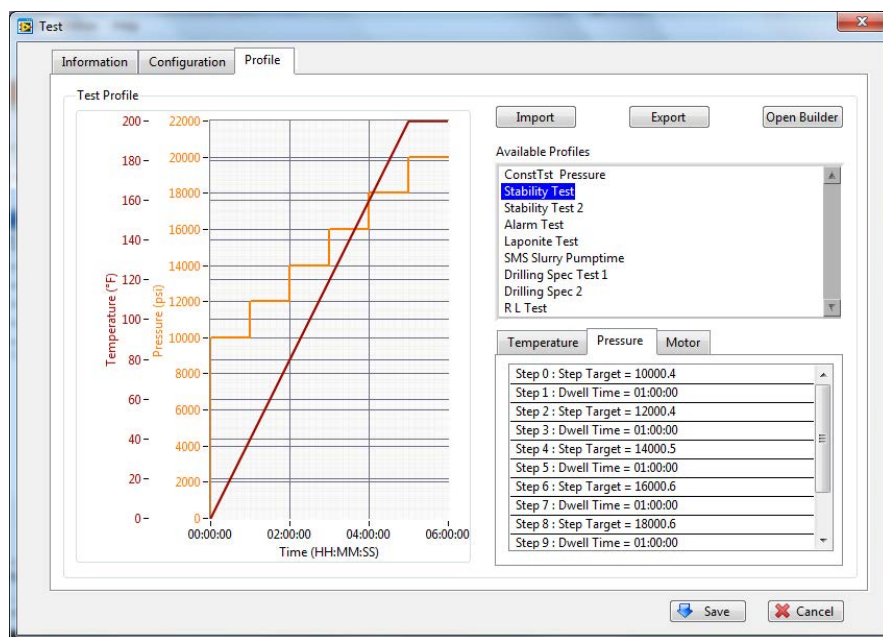 Test
Information Configuration Profile
Test Profile
Import Export Open Builder
Available Profiles
ConstTst Pressure
Stability Test
Stability Test 2
Alarm Test
Laponite Test
SMS Slurry Pumptime
Drilling Spec Test 1
Drilling Spec 2
R L Test
Temperature Pressure Motor
Step 0 : Step Target = 10000.4
Step 1 : Dwell Time = 01:00:00
Step 2 : Step Target = 12000.4
Step 3 : Dwell Time = 01:00:00
Step 4 : Step Target = 14000.5
Step 5 : Dwell Time = 01:00:00
Step 6 : Step Target = 16000.6
Step 7 : Dwell Time = 01:00:00
Step 8 : Step Target = 18000.6
Step 9 : Dwell Time = 01:00:00
Temperature (°F)
200
180
160
140
120
100
80
60
40
20
0
Pressure (psi)
22000
20000
18000
16000
14000
12000
10000
8000
6000
4000
2000
0
00:00:00 02:00:00 04:00:00 06:00:00
Time (HH:MM:SS)
Save Cancel